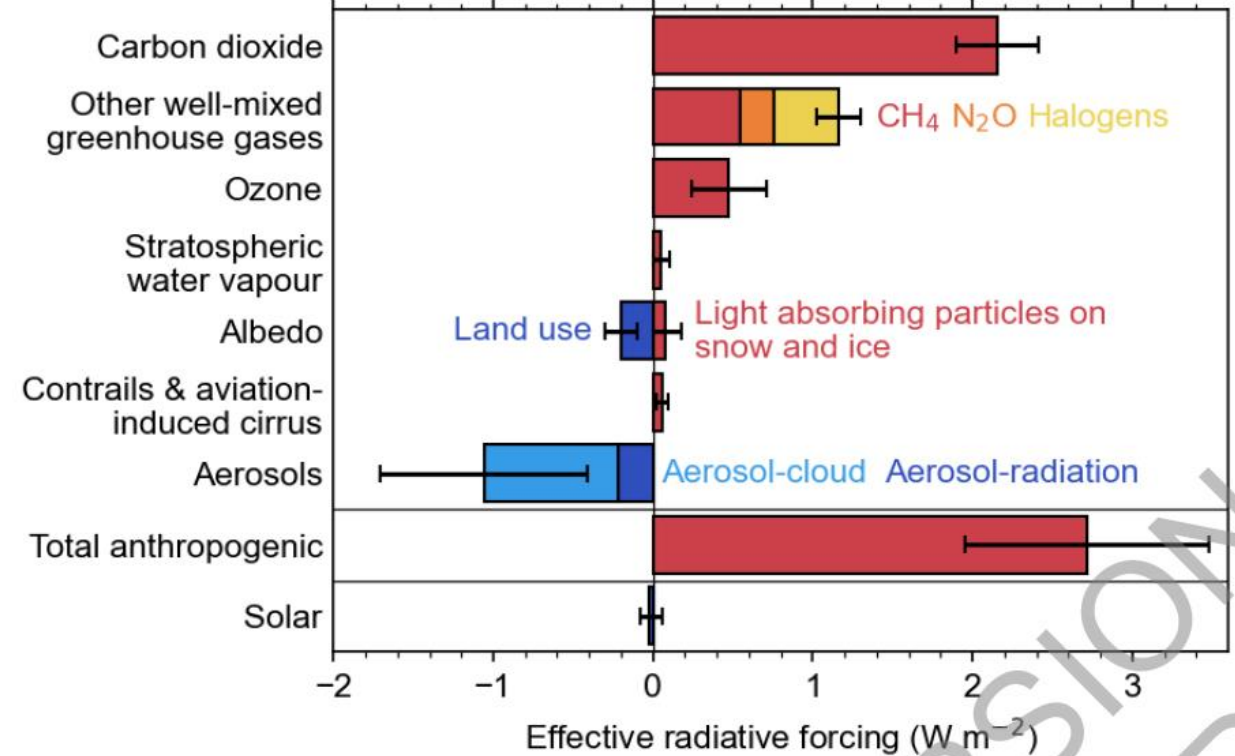 Carbon dioxide
Other well-mixed
greenhouse gases
CH₄ N₂O Halogens
Ozone
Stratospheric
water vapour
Albedo
Land use
Light absorbing particles on
snow and ice
Contrails & aviation-
induced cirrus
Aerosols
Aerosol-cloud Aerosol-radiation
Total anthropogenic
Solar
−2 −1 0 1 2 3
Effective radiative forcing (W m⁻²)